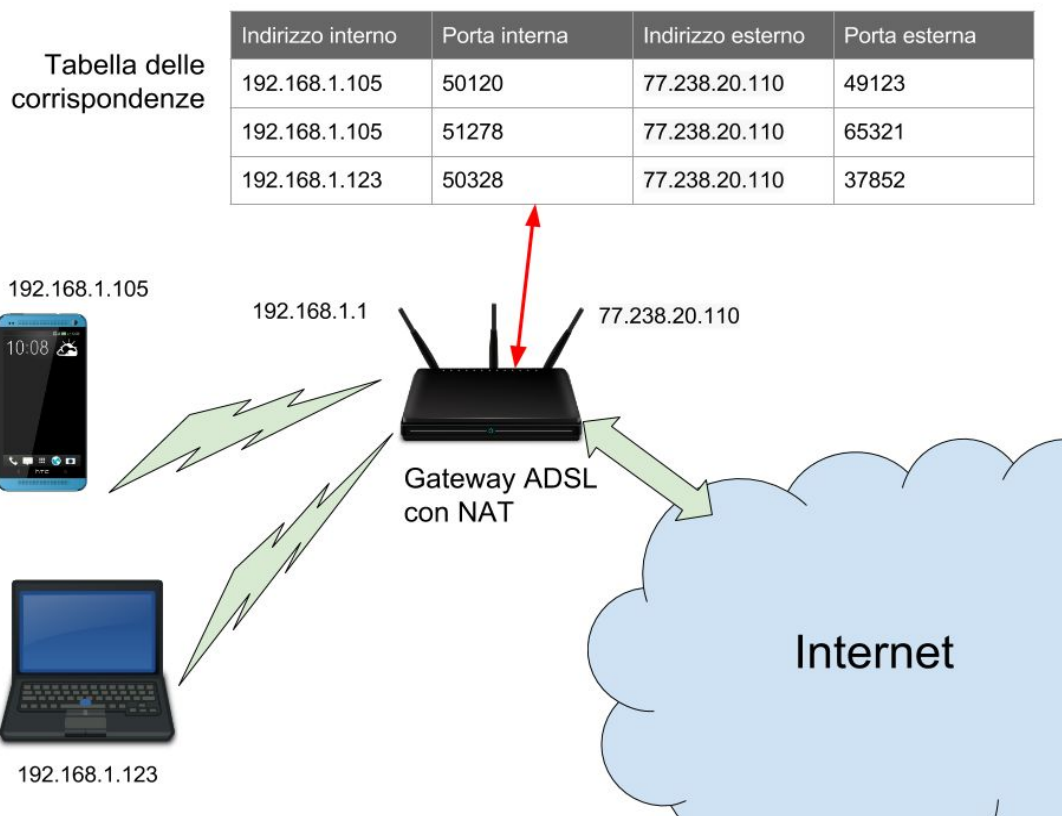 Tabella delle
corrispondenze
Indirizzo interno Porta interna Indirizzo esterno Porta esterna
192.168.1.105 50120 77.238.20.110 49123
192.168.1.105 51278 77.238.20.110 65321
192.168.1.123 50328 77.238.20.110 37852
192.168.1.105
192.168.1.1
77.238.20.110
10:08
hTC
Gateway ADSL
con NAT
Internet
192.168.1.123